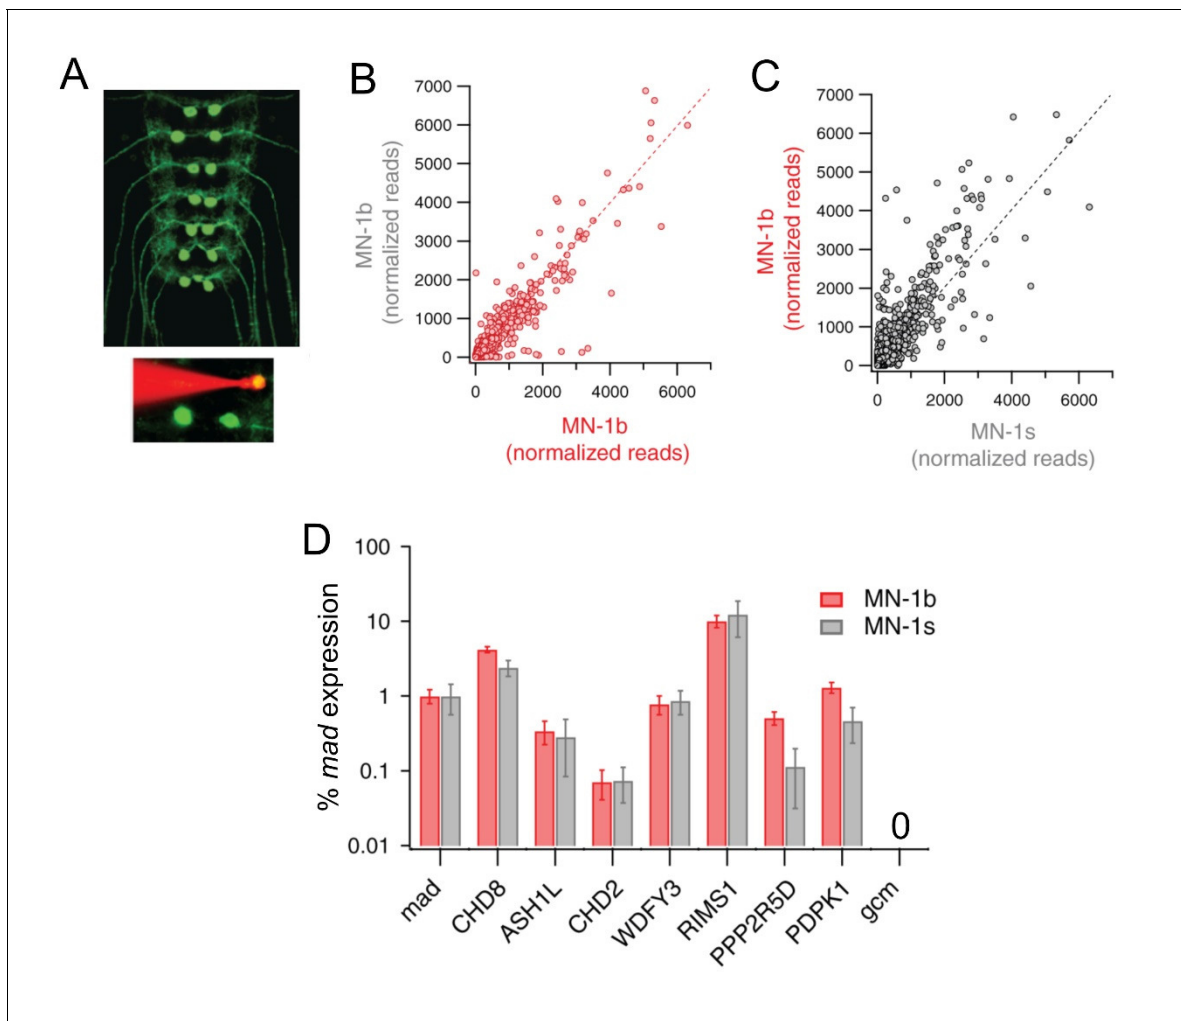 A
B
MN-1b
(normalized reads)
7000
6000
5000
4000
3000
2000
1000
0
0
2000
4000
6000
MN-1b
(normalized reads)
C
MN-1b
(normalized reads)
7000
6000
5000
4000
3000
2000
1000
0
0
2000
4000
6000
MN-1s
(normalized reads)
D
% mad expression
100
10
1
0.1
0.01
MN-1b
MN-1s
0
mad
CHD8
ASH1L
CHD2
WDFY3
RIMS1
PPP2R5D
PDPK1
gcm